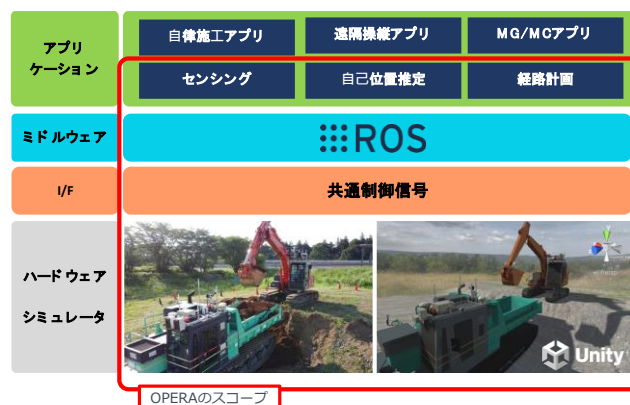 アプリ
ケーション
自律施工アプリ
遠隔操縦アプリ
MG/MCアプリ
センシング
自己位置推定
経路計画
ミドルウェア
ROS
I/F
共通制御信号
ハードウェア
シミュレータ
Unity
OPERAのスコープ